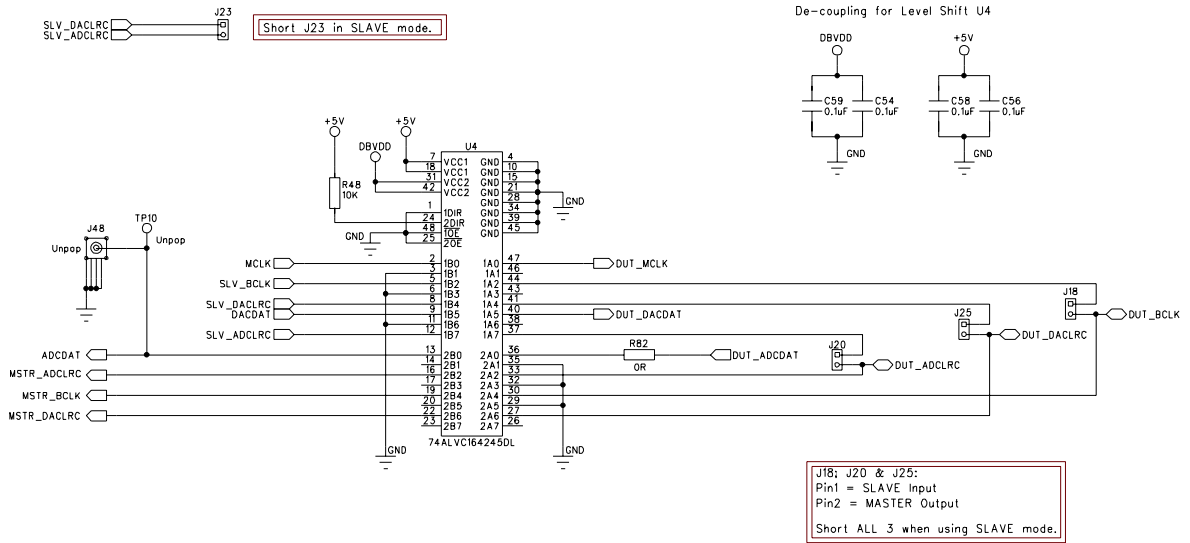 De-coupling for Level Shift U4
J23
SLV_DACLRC
SLV_ADCLRC
Short J23 in SLAVE mode.
DBVDD
+5V
C59
0.1uF
C54
0.1uF
C58
0.1uF
C56
0.1uF
GND
GND
+5V
+5V
DBVDD
R48
10K
GND
U4
7 VCC1 GND 4
18 VCC1 GND 10
31 VCC2 GND 15
42 VCC2 GND 21
GND 28
1 1DIR GND 34
24 2DIR GND 39
48 1OE GND 45
25 2OE
GND
J48
Unpop
TP10
Unpop
MCLK 2 1B0 1A0 47 DUT_MCLK
3 1B1 1A1 46
SLV_BCLK 5 1B2 1A2 44
6 1B3 1A3 43
SLV_DACLRC 8 1B4 1A4 41
DACDAT 9 1B5 1A5 40 DUT_DACDAT
11 1B6 1A6 38
SLV_ADCLRC 12 1B7 1A7 37
J18
DUT_BCLK
J25
DUT_DACLRC
J20
DUT_ADCLRC
ADCDAT 13 2B0 2A0 36 R82 0R DUT_ADCDAT
14 2B1 2A1 35
MSTR_ADCLRC 16 2B2 2A2 33
17 2B3 2A3 32
MSTR_BCLK 19 2B4 2A4 30
20 2B5 2A5 29
MSTR_DACLRC 22 2B6 2A6 27
23 2B7 2A7 26
74ALVC164245DL
GND
GND
J18; J20 & J25:
Pin1 = SLAVE Input
Pin2 = MASTER Output
Short ALL 3 when using SLAVE mode.